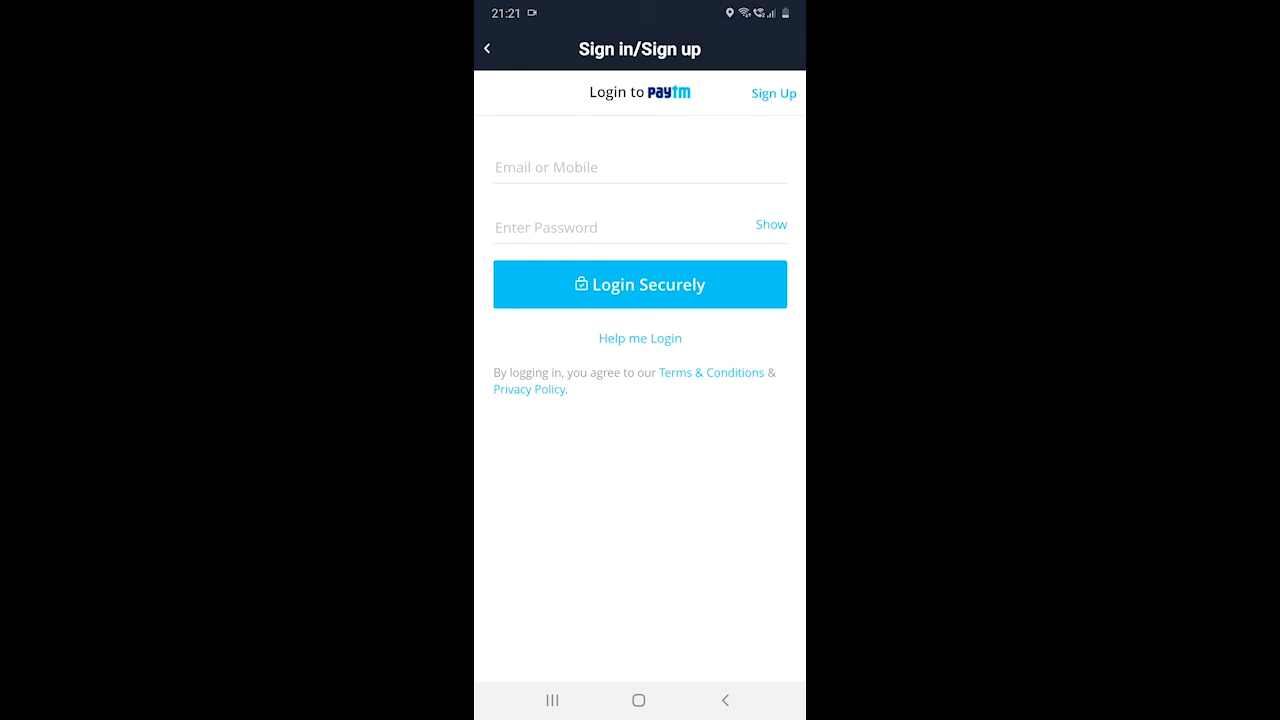 21:21
Sign in/Sign up
Login to paytm
Sign Up
Email or Mobile
Enter Password
Show
Login Securely
Help me Login
By logging in, you agree to our Terms & Conditions &
Privacy Policy.